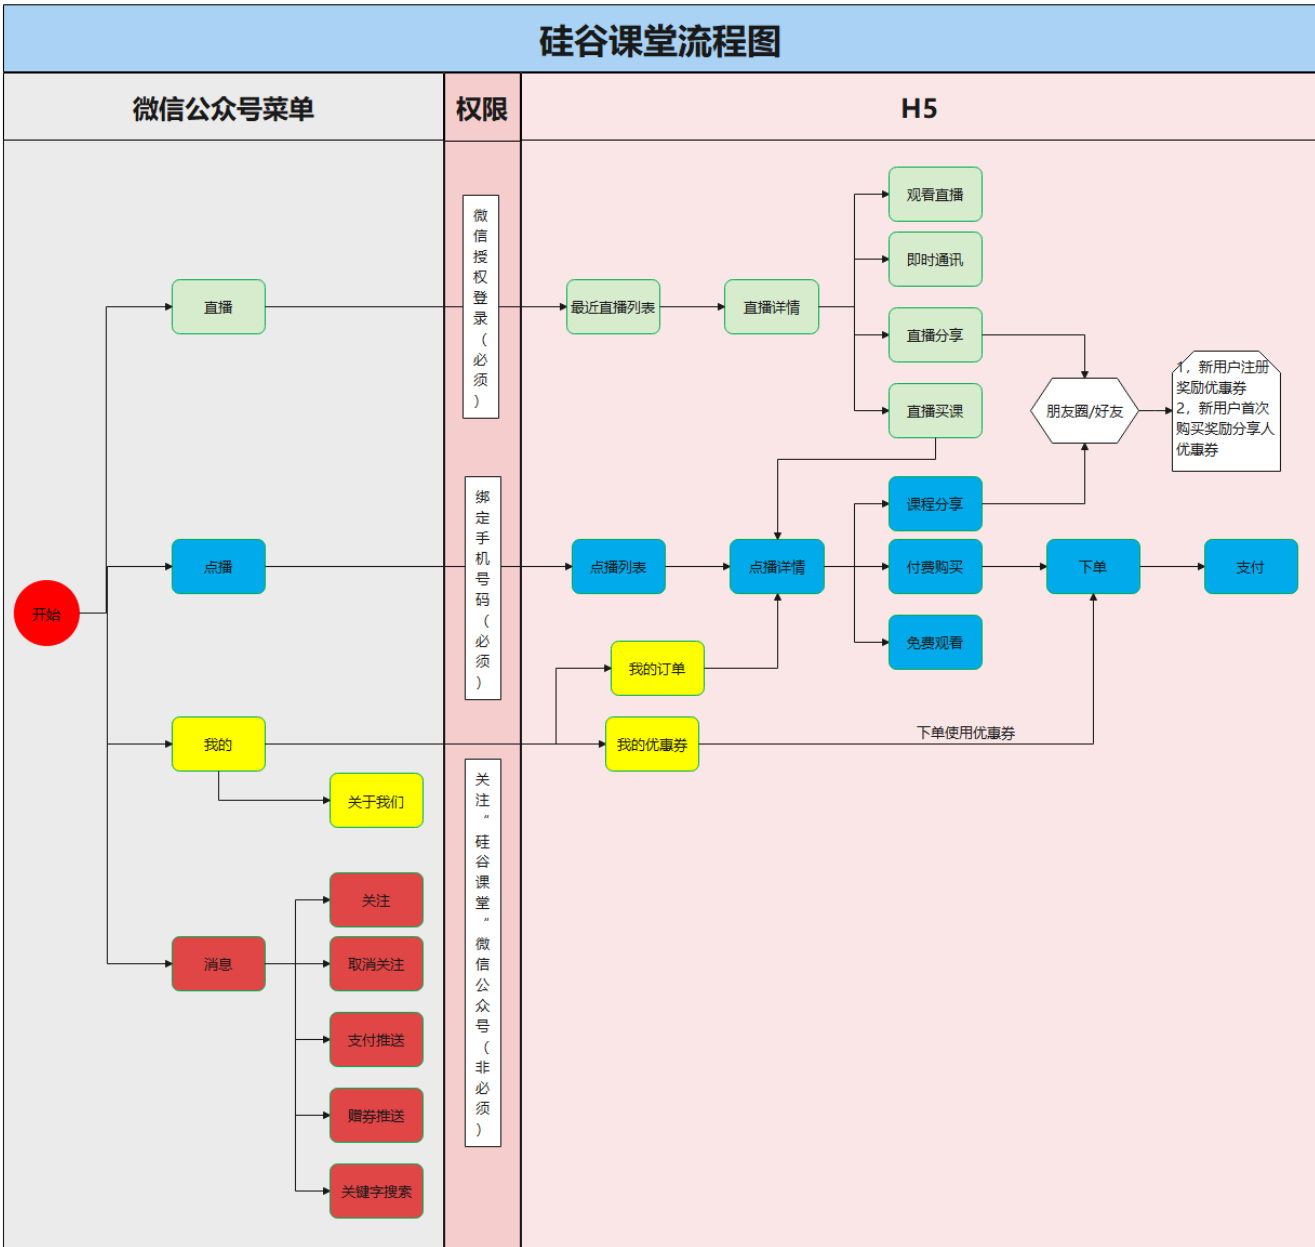 硅谷课堂流程图
微信公众号菜单
权限
H5
开始
直播
点播
我的
关于我们
消息
关注
取消关注
支付推送
赠券推送
关键字搜索
微信授权登录（必须）
绑定手机号码（必须）
关注“硅谷课堂“微信公众号（非必须）
最近直播列表
直播详情
观看直播
即时通讯
直播分享
直播买课
朋友圈/好友
1，新用户注册
奖励优惠券
2，新用户首次
购买奖励分享人
优惠券
点播列表
点播详情
课程分享
付费购买
免费观看
下单
支付
我的订单
我的优惠券
下单使用优惠券